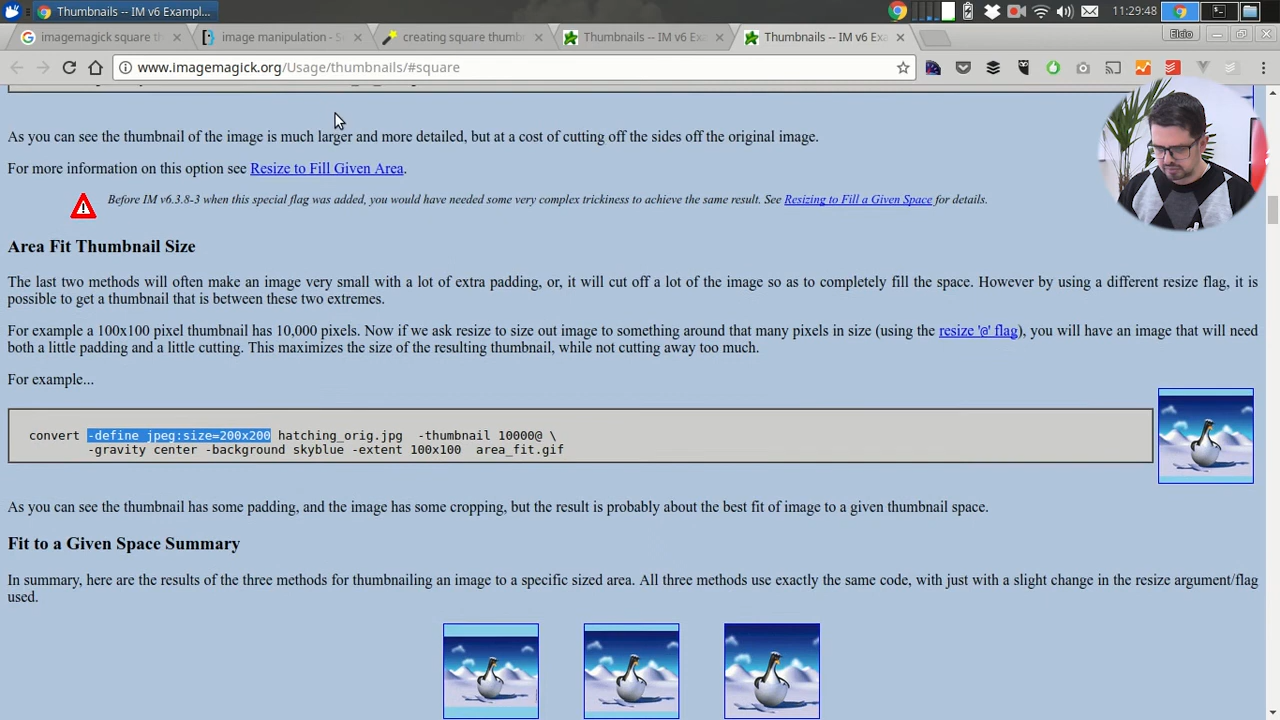 Thumbnails -- IM v6 Exampl...
11:29:48
imagemagick square th
image manipulation - S
creating square thumb
Thumbnails -- IM v6 Exa
Thumbnails -- IM v6 Exa
Elcio
www.imagemagick.org/Usage/thumbnails/#square
As you can see the thumbnail of the image is much larger and more detailed, but at a cost of cutting off the sides off the original image.
For more information on this option see Resize to Fill Given Area.
Before IM v6.3.8-3 when this special flag was added, you would have needed some very complex trickiness to achieve the same result. See Resizing to Fill a Given Space for details.
Area Fit Thumbnail Size
The last two methods will often make an image very small with a lot of extra padding, or, it will cut off a lot of the image so as to completely fill the space. However by using a different resize flag, it is
possible to get a thumbnail that is between these two extremes.
For example a 100x100 pixel thumbnail has 10,000 pixels. Now if we ask resize to size out image to something around that many pixels in size (using the resize '@' flag), you will have an image that will need
both a little padding and a little cutting. This maximizes the size of the resulting thumbnail, while not cutting away too much.
For example...
convert -define jpeg:size=200x200 hatching_orig.jpg -thumbnail 10000@ \
-gravity center -background skyblue -extent 100x100 area_fit.gif
As you can see the thumbnail has some padding, and the image has some cropping, but the result is probably about the best fit of image to a given thumbnail space.
Fit to a Given Space Summary
In summary, here are the results of the three methods for thumbnailing an image to a specific sized area. All three methods use exactly the same code, with just with a slight change in the resize argument/flag
used.